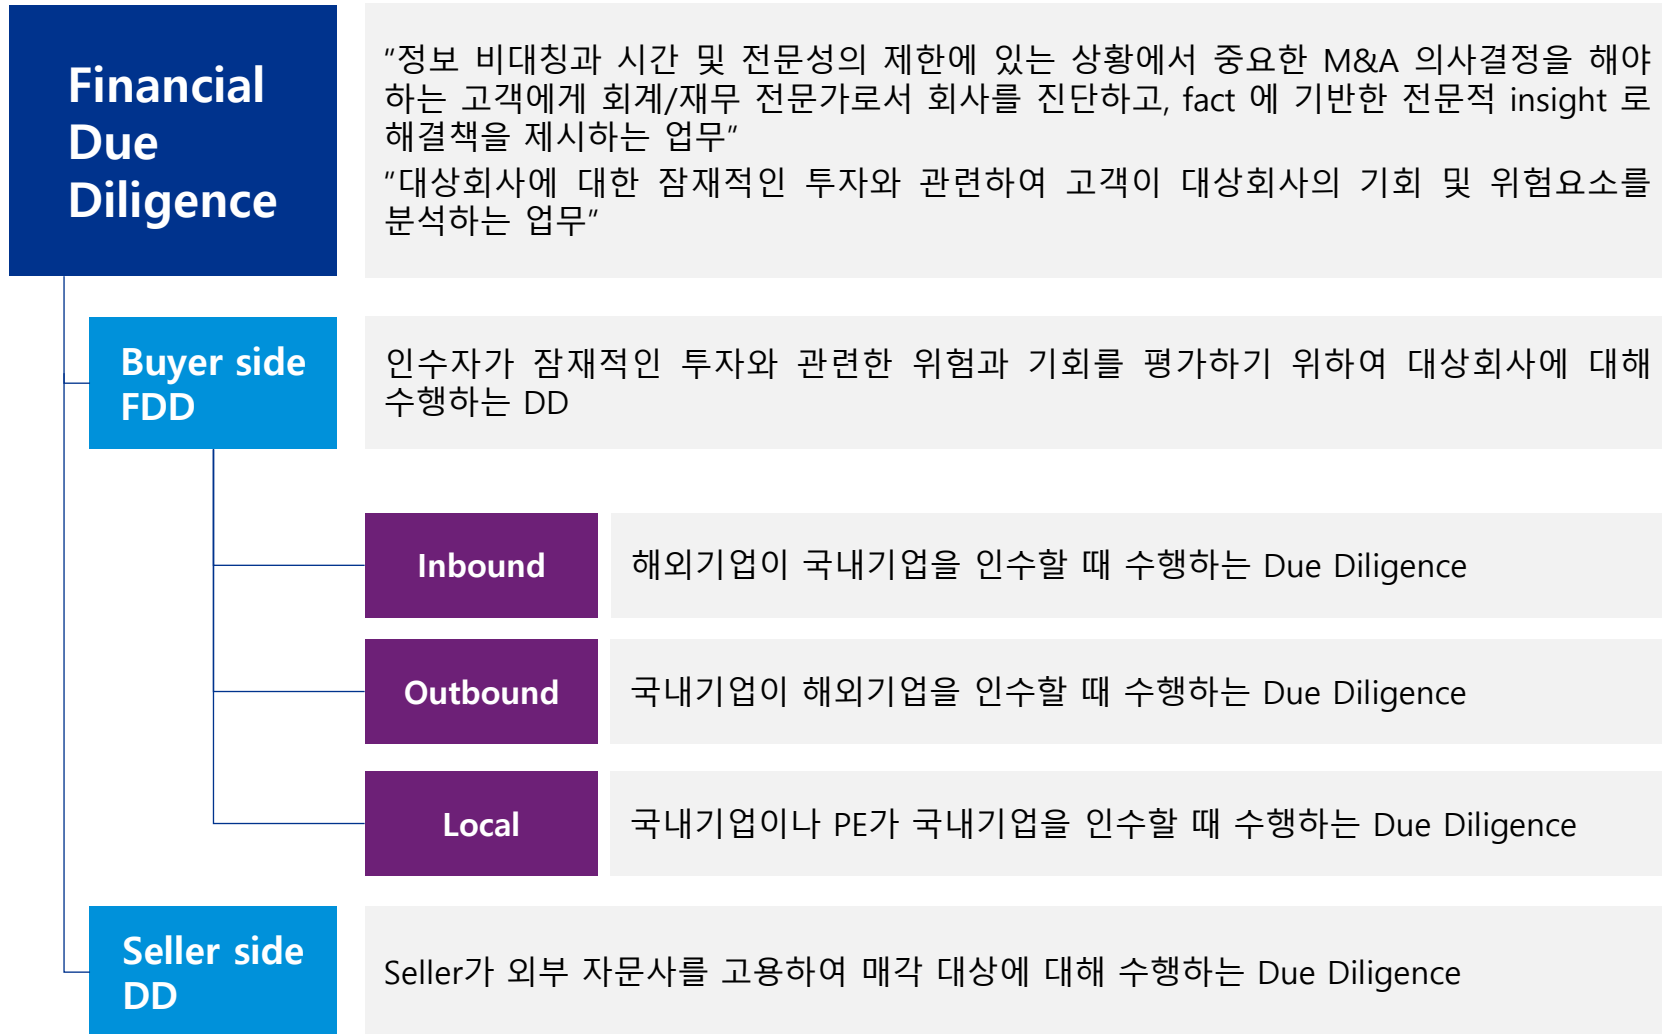 Financial
Due
Diligence
“정보 비대칭과 시간 및 전문성의 제한에 있는 상황에서 중요한 M&A 의사결정을 해야
하는 고객에게 회계/재무 전문가로서 회사를 진단하고, fact 에 기반한 전문적 insight 로
해결책을 제시하는 업무”
“대상회사에 대한 잠재적인 투자와 관련하여 고객이 대상회사의 기회 및 위험요소를
분석하는 업무”
Buyer side
FDD
인수자가 잠재적인 투자와 관련한 위험과 기회를 평가하기 위하여 대상회사에 대해
수행하는 DD
Inbound
해외기업이 국내기업을 인수할 때 수행하는 Due Diligence
Outbound
국내기업이 해외기업을 인수할 때 수행하는 Due Diligence
Local
국내기업이나 PE가 국내기업을 인수할 때 수행하는 Due Diligence
Seller side
DD
Seller가 외부 자문사를 고용하여 매각 대상에 대해 수행하는 Due Diligence